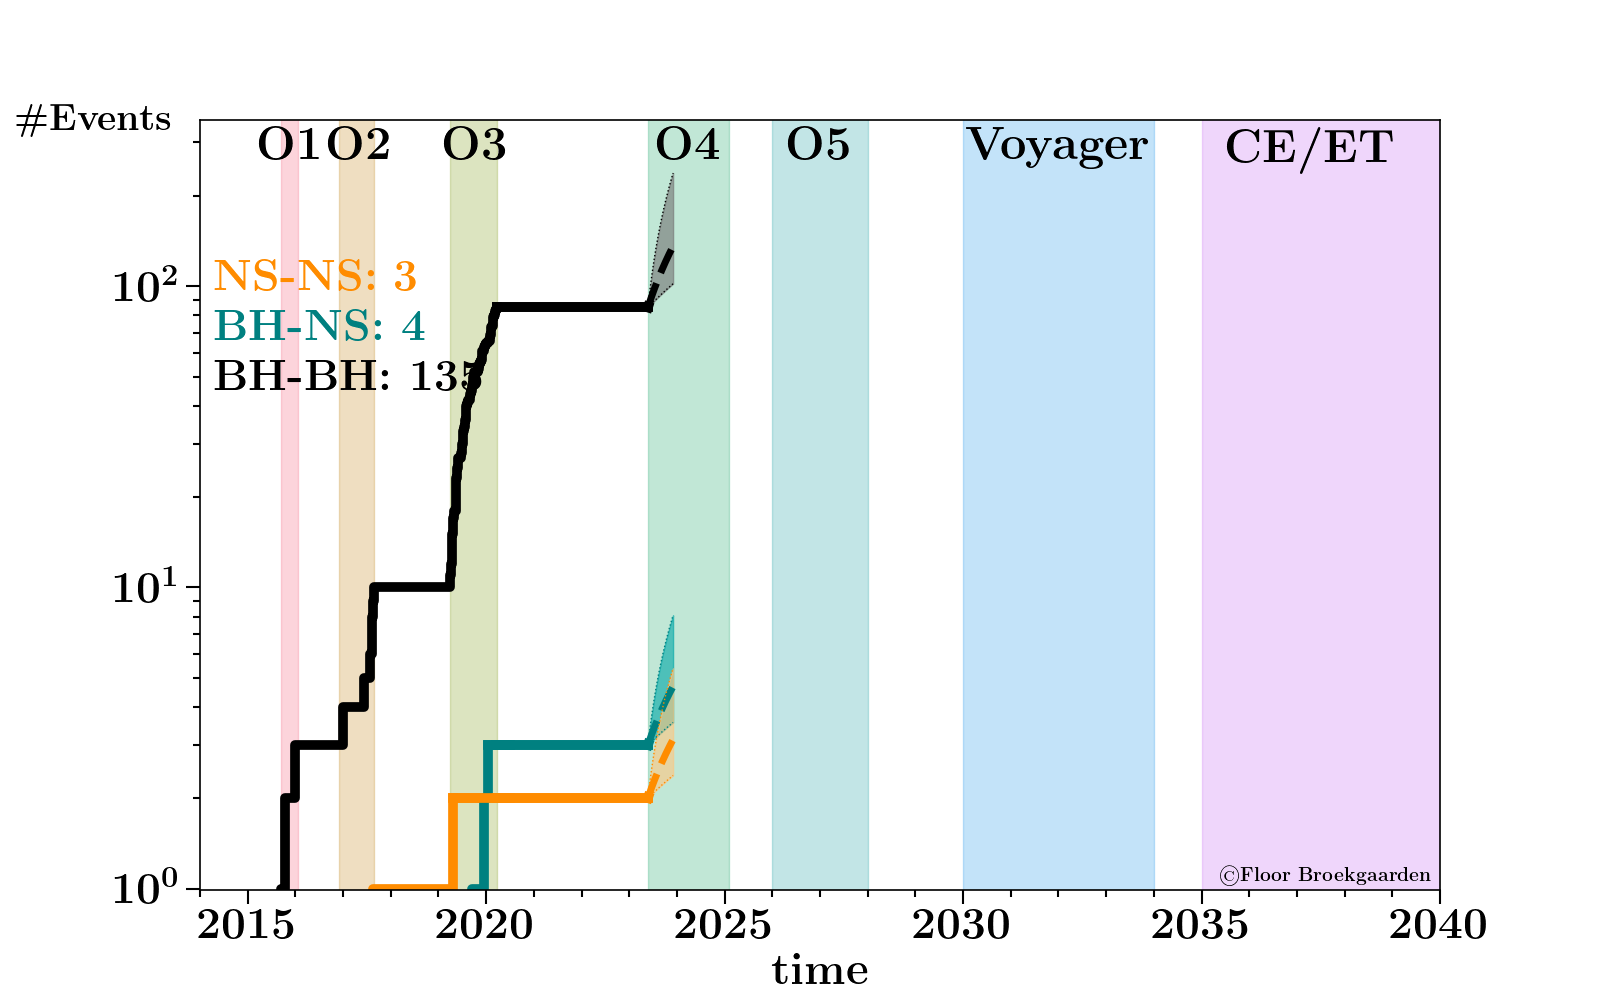 #Events
O1 O2 O3 O4 O5 Voyager CE/ET
10²
NS-NS: 3
BH-NS: 4
BH-BH: 135
10¹
10⁰
©Floor Broekgaarden
2015 2020 2025 2030 2035 2040
time